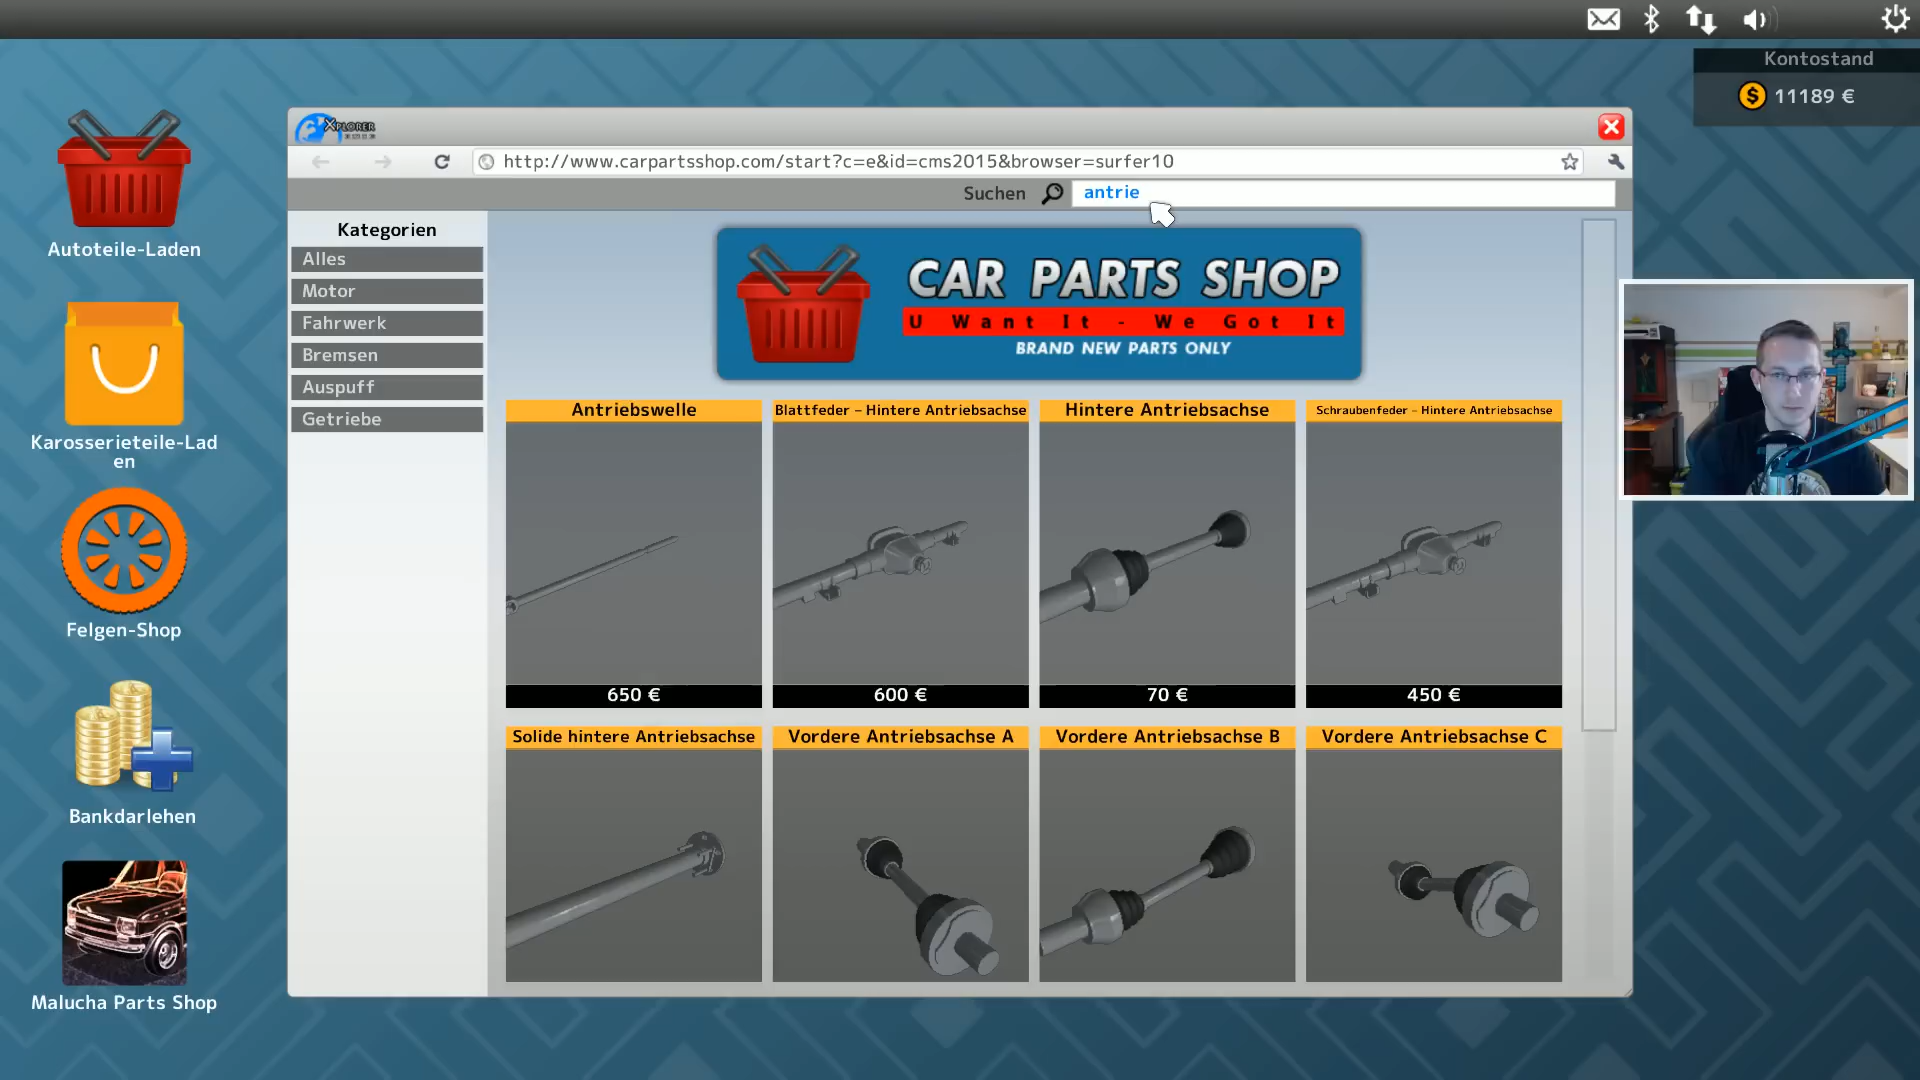 Kontostand
11189 €
Autoteile-Laden
Karosserieteile-Lad
en
Felgen-Shop
Bankdarlehen
Malucha Parts Shop
XPLORER
http://www.carpartsshop.com/start?c=e&id=cms2015&browser=surfer10
Suchen
antrie
Kategorien
Alles
Motor
Fahrwerk
Bremsen
Auspuff
Getriebe
CAR PARTS SHOP
U Want It - We Got It
BRAND NEW PARTS ONLY
Antriebswelle
650 €
Blattfeder – Hintere Antriebsachse
600 €
Hintere Antriebsachse
70 €
Schraubenfeder – Hintere Antriebsachse
450 €
Solide hintere Antriebsachse
Vordere Antriebsachse A
Vordere Antriebsachse B
Vordere Antriebsachse C